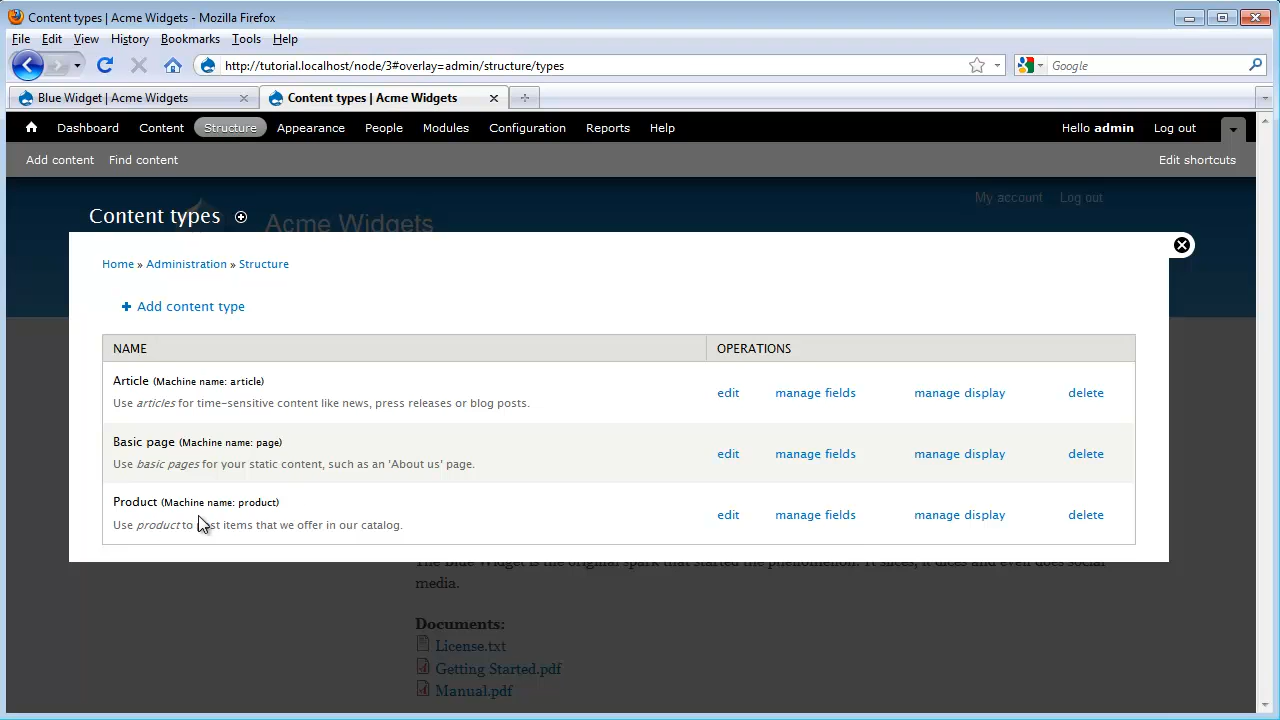 Content types | Acme Widgets - Mozilla Firefox
File Edit View History Bookmarks Tools Help
http://tutorial.localhost/node/3#overlay=admin/structure/types
Google
Blue Widget | Acme Widgets
Content types | Acme Widgets
Dashboard Content Structure Appearance People Modules Configuration Reports Help
Hello admin Log out
Add content Find content
Edit shortcuts
My account Log out
Content types
Acme Widgets
Home » Administration » Structure
+ Add content type
NAME OPERATIONS
Article (Machine name: article)
Use articles for time-sensitive content like news, press releases or blog posts.
edit manage fields manage display delete
Basic page (Machine name: page)
Use basic pages for your static content, such as an 'About us' page.
edit manage fields manage display delete
Product (Machine name: product)
Use product to items that we offer in our catalog.
edit manage fields manage display delete
The Blue Widget is the original spark that started the phenomenon. It slices, it dices and even does social
media.
Documents:
License.txt
Getting Started.pdf
Manual.pdf